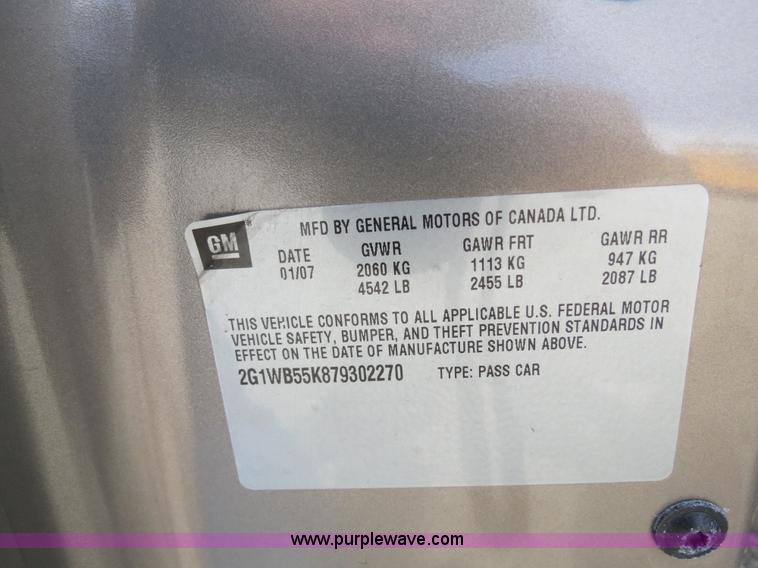 GM
MFD BY GENERAL MOTORS OF CANADA LTD.
DATE GVWR GAWR FRT GAWR RR
01/07 2060 KG 1113 KG 947 KG
4542 LB 2455 LB 2087 LB
THIS VEHICLE CONFORMS TO ALL APPLICABLE U.S. FEDERAL MOTOR
VEHICLE SAFETY, BUMPER, AND THEFT PREVENTION STANDARDS IN
EFFECT ON THE DATE OF MANUFACTURE SHOWN ABOVE.
2G1WB55K879302270 TYPE: PASS CAR
www.purplewave.com